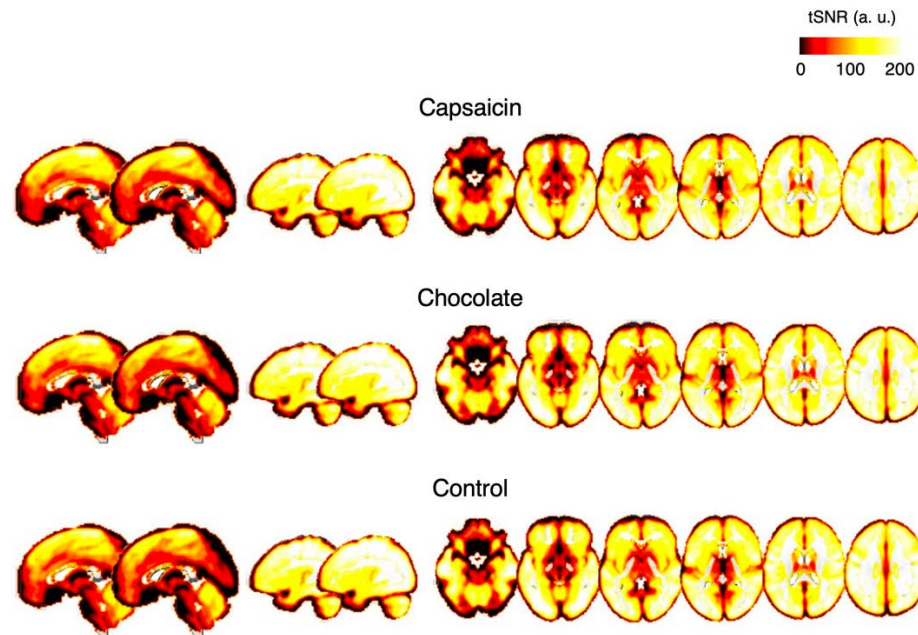 tSNR (a. u.)
0 100 200
Capsaicin
Chocolate
Control